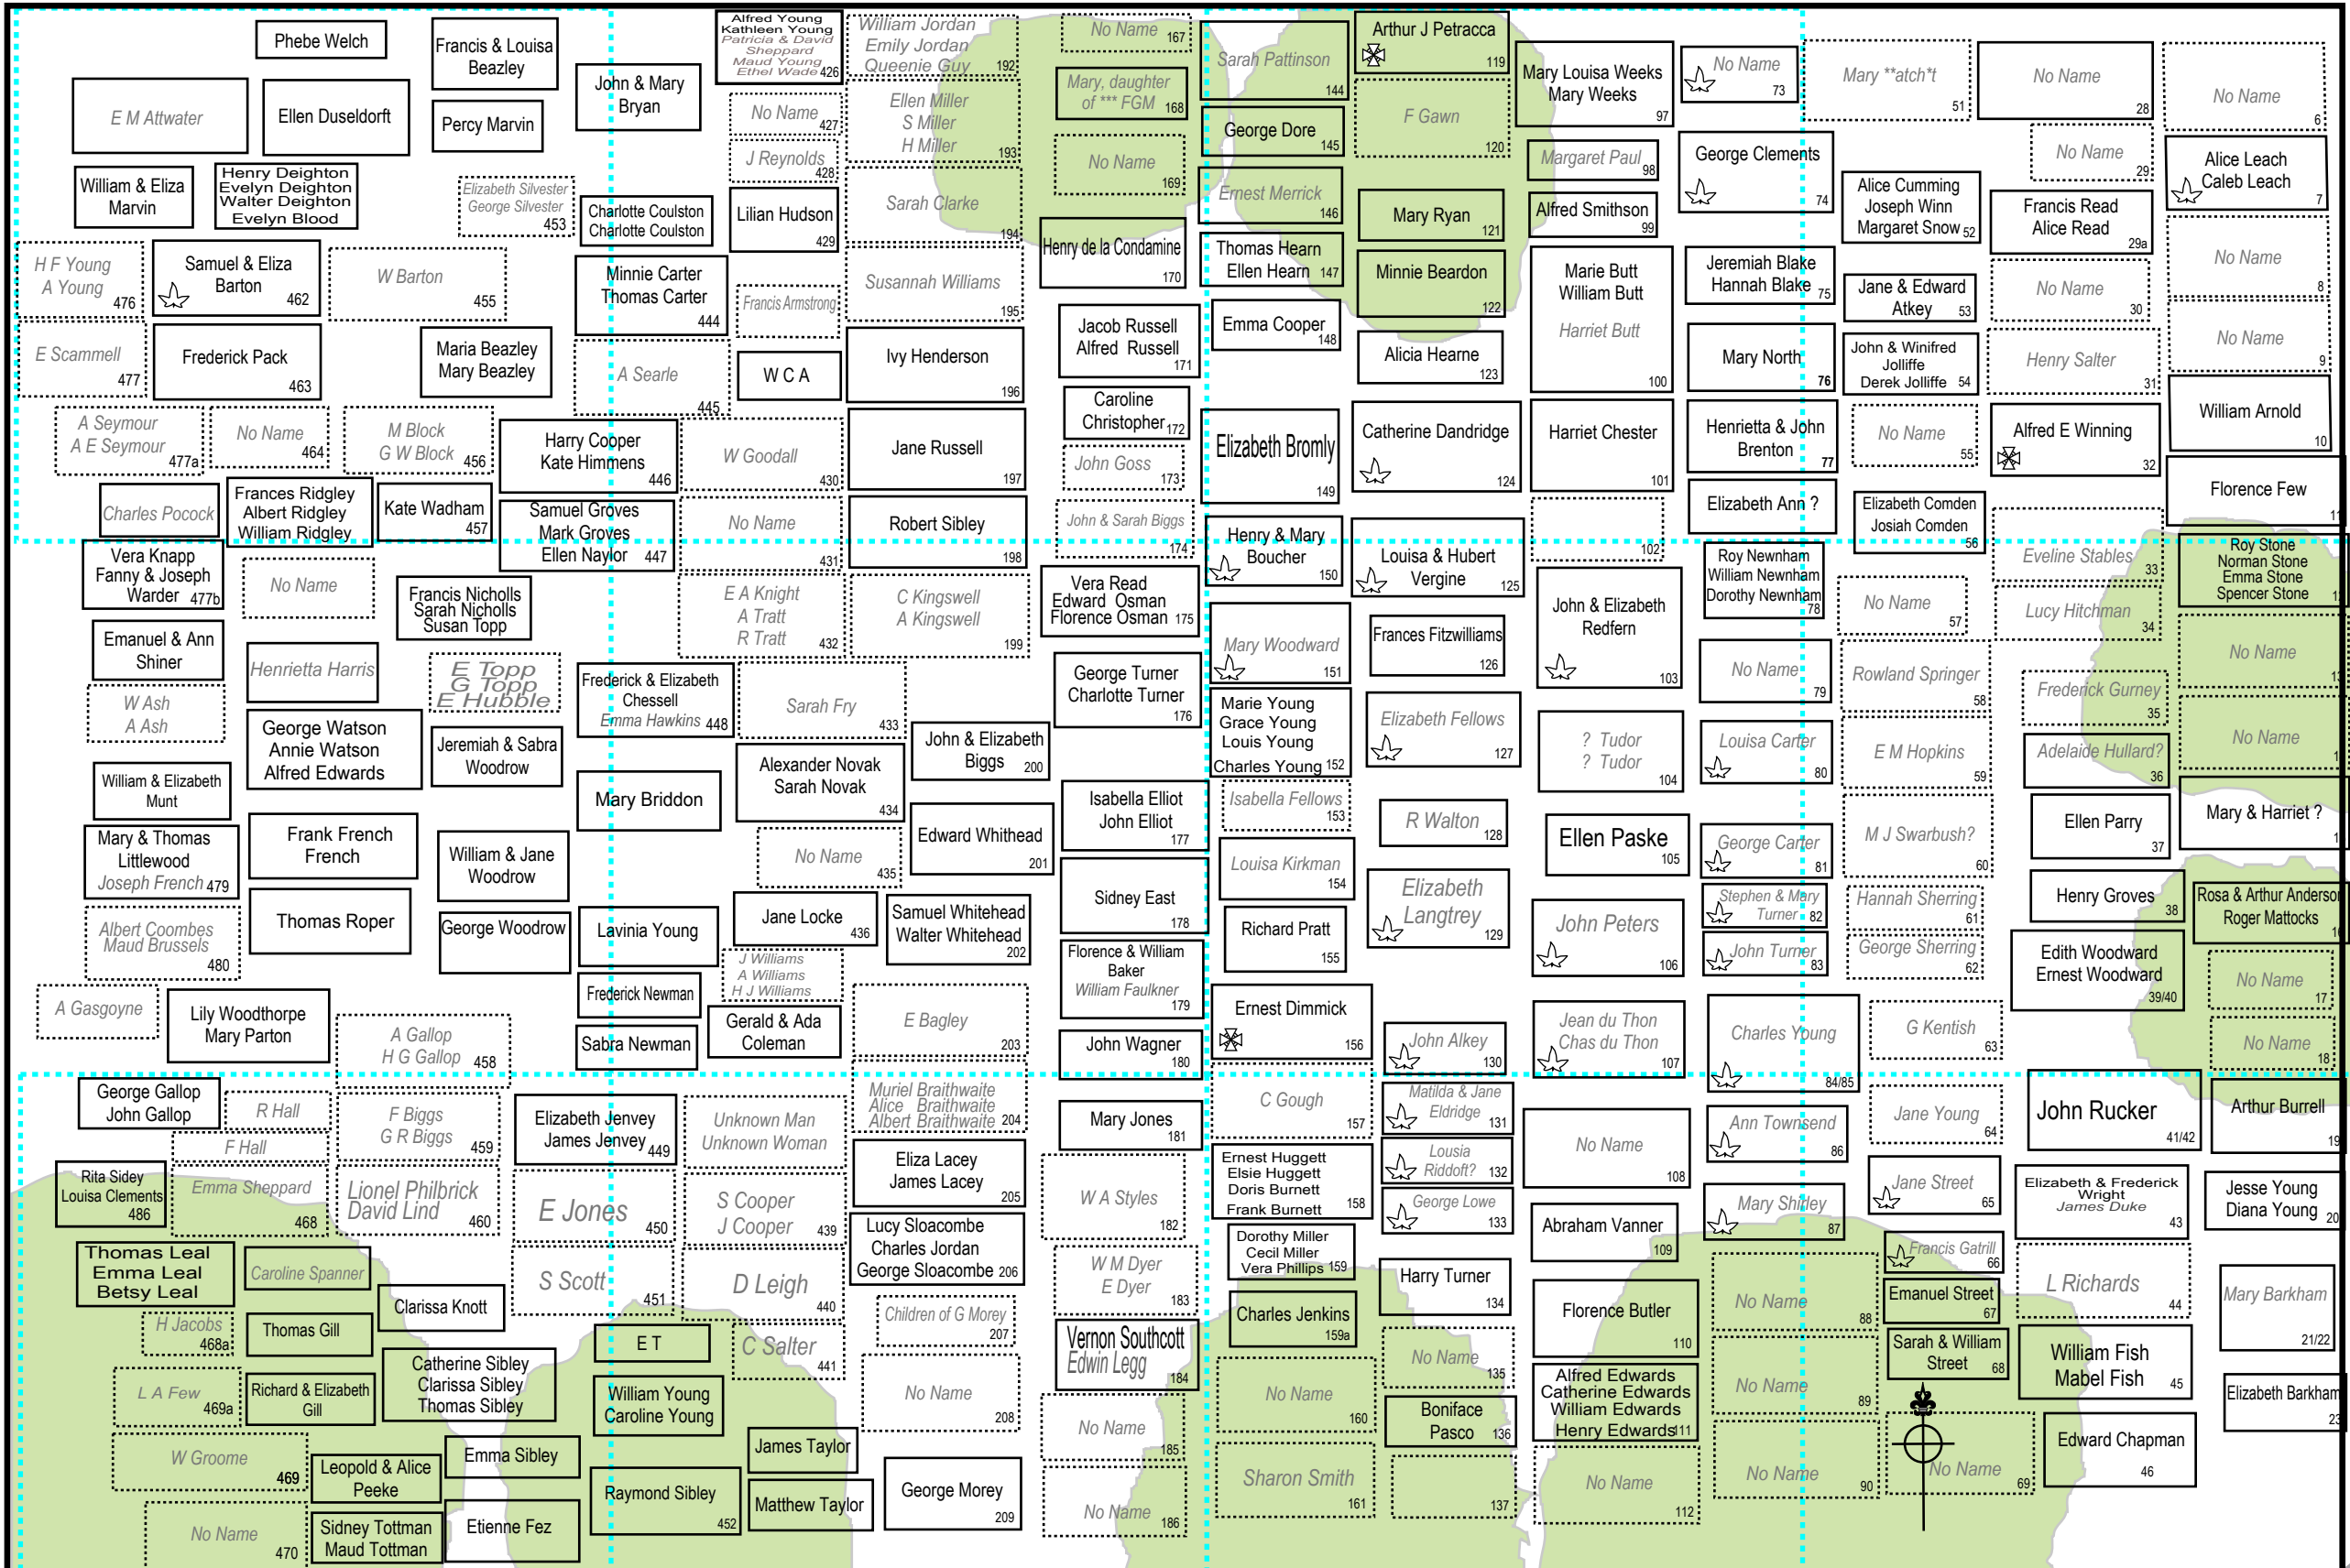 Phebe Welch
Francis & Louisa
Beazley
E M Attwater
Ellen Duseldorft
Percy Marvin
John & Mary
Bryan
William & Eliza
Marvin
Henry Deighton
Evelyn Deighton
Walter Deighton
Evelyn Blood
Elizabeth Silvester
George Silvester
453
Charlotte Coulston
Charlotte Coulston
H F Young
A Young
476
Samuel & Eliza
Barton
462
W Barton
455
Minnie Carter
Thomas Carter
444
E Scammell
477
Frederick Pack
463
Maria Beazley
Mary Beazley
A Searle
445
A Seymour
A E Seymour
477a
No Name
464
M Block
G W Block
456
Harry Cooper
Kate Himmens
446
Charles Pocock
Frances Ridgley
Albert Ridgley
William Ridgley
Kate Wadham
457
Samuel Groves
Mark Groves
Ellen Naylor 447
Vera Knapp
Fanny & Joseph
Warder 477b
No Name
Francis Nicholls
Sarah Nicholls
Susan Topp
Emanuel & Ann
Shiner
Henrietta Harris
E Topp
G Topp
E Hubble
Frederick & Elizabeth
Chessell
Emma Hawkins 448
W Ash
A Ash
George Watson
Annie Watson
Alfred Edwards
Jeremiah & Sabra
Woodrow
William & Elizabeth
Munt
Mary Briddon
Mary & Thomas
Littlewood
Joseph French 479
Frank French
French
William & Jane
Woodrow
Albert Coombes
Maud Brussels
480
Thomas Roper
George Woodrow
Lavinia Young
A Gasgoyne
Lily Woodthorpe
Mary Parton
A Gallop
H G Gallop
458
Frederick Newman
Sabra Newman
George Gallop
John Gallop
R Hall
F Hall
F Biggs
G R Biggs
459
Elizabeth Jenvey
James Jenvey
449
Rita Sidey
Louisa Clements
486
Emma Sheppard
468
Lionel Philbrick
David Lind
460
E Jones
450
Thomas Leal
Emma Leal
Betsy Leal
Caroline Spanner
Clarissa Knott
S Scott
451
H Jacobs
468a
Thomas Gill
E T
L A Few
469a
Richard & Elizabeth
Gill
Catherine Sibley
Clarissa Sibley
Thomas Sibley
William Young
Caroline Young
W Groome
469
Leopold & Alice
Peeke
Emma Sibley
Raymond Sibley
452
No Name
470
Sidney Tottman
Maud Tottman
Etienne Fez
Alfred Young
Kathleen Young
Patricia & David
Sheppard
Maud Young
Ethel Wade 426
No Name
427
J Reynolds
428
Lilian Hudson
429
Francis Armstrong
W C A
W Goodall
430
No Name
431
E A Knight
A Tratt
R Tratt
432
Sarah Fry
433
Alexander Novak
Sarah Novak
434
No Name
435
Jane Locke
436
J Williams
A Williams
H J Williams
Gerald & Ada
Coleman
Unknown Man
Unknown Woman
S Cooper
J Cooper
439
D Leigh
440
C Salter
441
James Taylor
Matthew Taylor
William Jordan
Emily Jordan
Queenie Guy
192
Ellen Miller
S Miller
H Miller
193
Sarah Clarke
194
Susannah Williams
195
Ivy Henderson
196
Jane Russell
197
Robert Sibley
198
C Kingswell
A Kingswell
199
John & Elizabeth
Biggs
200
Edward Whithead
201
Samuel Whitehead
Walter Whitehead
202
E Bagley
203
Muriel Braithwaite
Alice Braithwaite
Albert Braithwaite 204
Eliza Lacey
James Lacey
205
Lucy Sloacombe
Charles Jordan
George Sloacombe 206
Children of G Morey
207
No Name
208
George Morey
209
No Name 167
Mary, daughter
of *** FGM 168
No Name
169
Henry de la Condamine
170
Jacob Russell
Alfred Russell
171
Caroline
Christopher 172
John Goss
173
John & Sarah Biggs
174
Vera Read
Edward Osman
Florence Osman 175
George Turner
Charlotte Turner
176
Isabella Elliot
John Elliot
177
Sidney East
178
Florence & William
Baker
William Faulkner
179
John Wagner
180
Mary Jones
181
W A Styles
182
W M Dyer
E Dyer
183
Vernon Southcott
Edwin Legg
184
No Name
185
No Name 186
Sarah Pattinson
144
George Dore
145
Ernest Merrick
146
Thomas Hearn
Ellen Hearn 147
Emma Cooper
148
Elizabeth Bromly
149
Henry & Mary
Boucher
150
Mary Woodward
151
Marie Young
Grace Young
Louis Young
Charles Young 152
Isabella Fellows
153
Louisa Kirkman
154
Richard Pratt
155
Ernest Dimmick
156
C Gough
157
Ernest Huggett
Elsie Huggett
Doris Burnett
Frank Burnett
158
Dorothy Miller
Cecil Miller
Vera Phillips 159
Charles Jenkins
159a
No Name
160
Sharon Smith
161
Arthur J Petracca
119
F Gawn
120
Mary Ryan
121
Minnie Beardon
122
Alicia Hearne
123
Catherine Dandridge
124
Louisa & Hubert
Vergine
125
Frances Fitzwilliams
126
Elizabeth Fellows
127
R Walton
128
Elizabeth
Langtrey
129
John Alkey
130
Matilda & Jane
Eldridge
131
Lousia
Riddoft? 132
George Lowe
133
Harry Turner
134
No Name
135
Boniface
Pasco
136
137
Mary Louisa Weeks
Mary Weeks
97
Margaret Paul
98
Alfred Smithson
99
Marie Butt
William Butt
Harriet Butt
100
Harriet Chester
101
102
John & Elizabeth
Redfern
103
? Tudor
? Tudor
104
Ellen Paske
105
John Peters
106
Jean du Thon
Chas du Thon
107
No Name
108
Abraham Vanner
109
Florence Butler
110
Alfred Edwards
Catherine Edwards
William Edwards
Henry Edwards 111
No Name
112
No Name
73
George Clements
74
Jeremiah Blake
Hannah Blake 75
Mary North
76
Henrietta & John
Brenton
77
Elizabeth Ann ?
Roy Newnham
William Newnham
Dorothy Newnham
78
No Name
79
Louisa Carter
80
George Carter
81
Stephen & Mary
Turner 82
John Turner
83
Charles Young
84/85
Ann Townsend
86
Mary Shirley
87
No Name
88
No Name
89
No Name
90
Mary **atch*t
51
Alice Cumming
Joseph Winn
Margaret Snow 52
Jane & Edward
Atkey 53
John & Winifred
Jolliffe
Derek Jolliffe 54
No Name
55
Elizabeth Comden
Josiah Comden
56
No Name
57
Rowland Springer
58
E M Hopkins
59
M J Swarbush?
60
Hannah Sherring
61
George Sherring
62
G Kentish
63
Jane Young
64
Jane Street
65
Francis Gatrill
66
Emanuel Street
67
Sarah & William
Street 68
No Name
69
No Name
28
No Name
29
Francis Read
Alice Read
29a
No Name
30
Henry Salter
31
Alfred E Winning
32
Eveline Stables
33
Lucy Hitchman
34
Frederick Gurney
35
Adelaide Hullard?
36
Ellen Parry
37
Henry Groves
38
Edith Woodward
Ernest Woodward
39/40
John Rucker
41/42
Elizabeth & Frederick
Wright
James Duke
43
L Richards
44
William Fish
Mabel Fish
45
Edward Chapman
46
No Name
6
Alice Leach
Caleb Leach
7
No Name
8
No Name
9
William Arnold
10
Florence Few
Roy Stone
Norman Stone
Emma Stone
Spencer Stone
No Name
No Name
Mary & Harriet ?
Rosa & Arthur Anderson
Roger Mattocks
No Name
17
No Name
18
Arthur Burrell
19
Jesse Young
Diana Young
20
Mary Barkham
21/22
Elizabeth Barkham
23